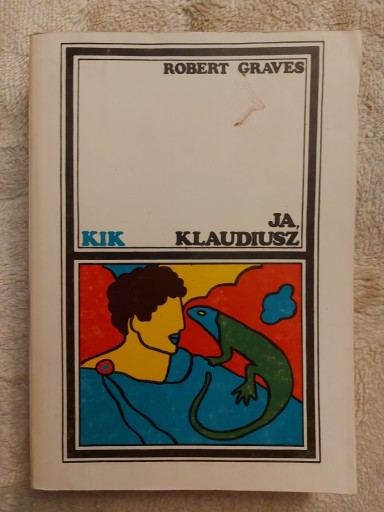 ROBERT GRAVES
JA,
KIK KLAUDIUSZ